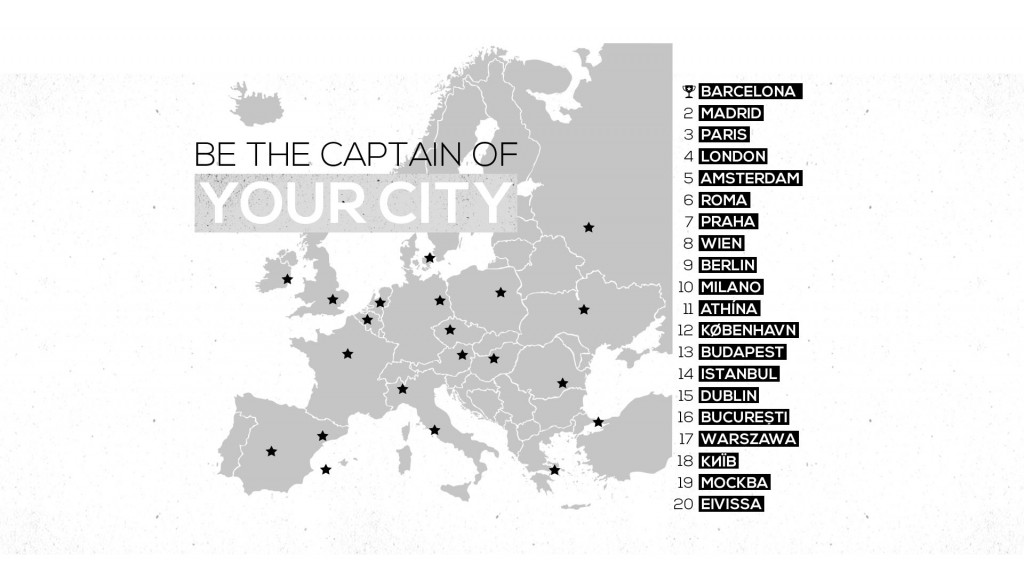 BE THE CAPTAIN OF
YOUR CITY
BARCELONA
2 MADRID
3 PARIS
4 LONDON
5 AMSTERDAM
6 ROMA
7 PRAHA
8 WIEN
9 BERLIN
10 MILANO
11 ATHÍNA
12 KØBENHAVN
13 BUDAPEST
14 ISTANBUL
15 DUBLIN
16 BUCUREȘTI
17 WARSZAWA
18 КИЇВ
19 МОСКВА
20 EIVISSA